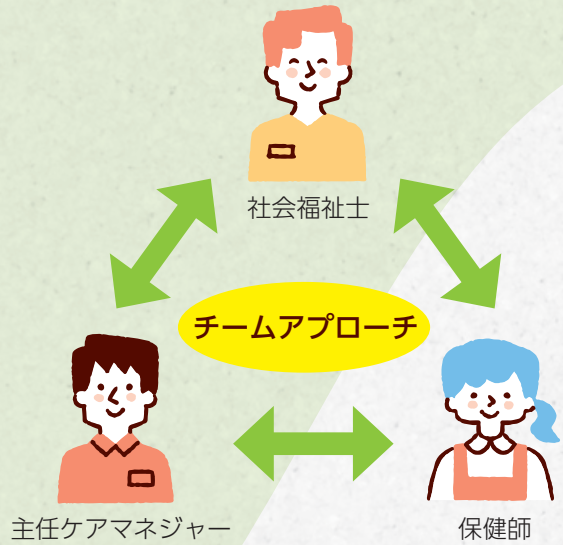 社会福祉士
チームアプローチ
主任ケアマネジャー
保健師